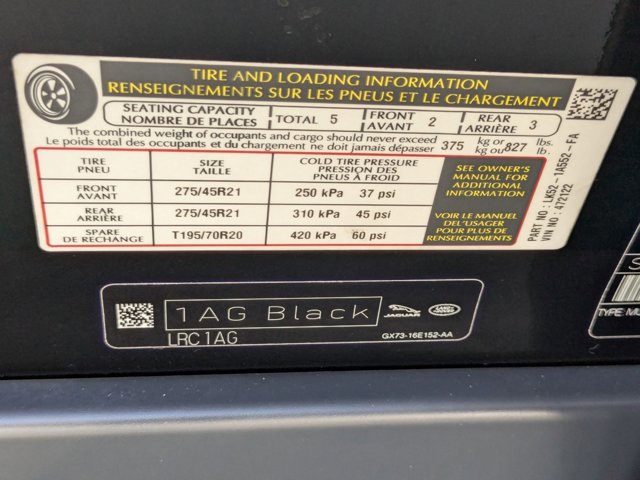 TIRE AND LOADING INFORMATION
RENSEIGNEMENTS SUR LES PNEUS ET LE CHARGEMENT
SEATING CAPACITY
NOMBRE DE PLACES
TOTAL 5
FRONT
AVANT 2
REAR
ARRIÈRE 3
The combined weight of occupants and cargo should never exceed
Le poids total des occupants et du chargement ne doit jamais dépasser
375 kg or 827 lbs.
kg ou lb.
TIRE
PNEU
SIZE
TAILLE
COLD TIRE PRESSURE
PRESSION DES PNEUS
À FROID
FRONT
AVANT
275/45R21
250 kPa 37 psi
REAR
ARRIÈRE
275/45R21
310 kPa 45 psi
SPARE
DE RECHANGE
T195/70R20
420 kPa 60 psi
SEE OWNER'S
MANUAL FOR
ADDITIONAL
INFORMATION
VOIR LE MANUEL
DE L'USAGER
POUR PLUS DE
RENSEIGNEMENTS
PART NO : LK52-1A552-FA
VIN NO : 472122
1AG Black
LRC1AG
JAGUAR
LAND ROVER
GX73-16E152-AA
TYPE: MU